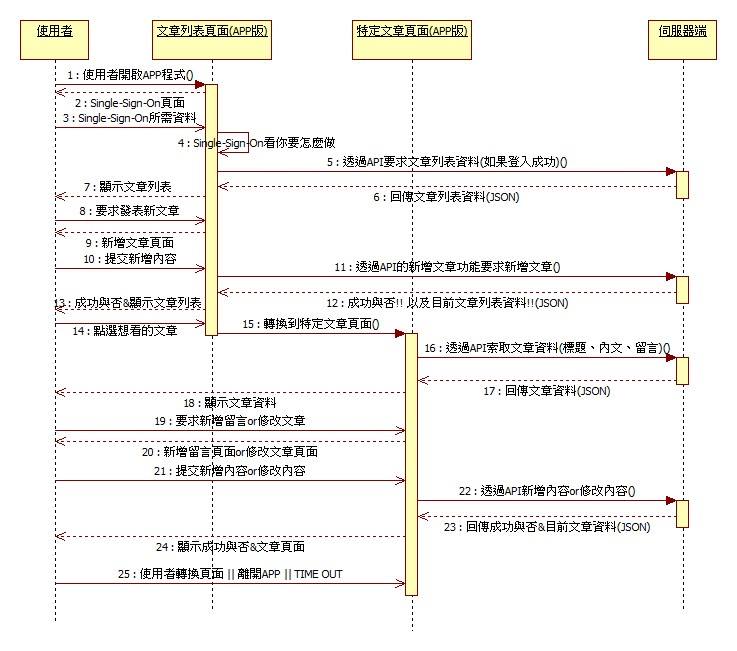 使用者
文章列表頁面(APP版)
特定文章頁面(APP版)
伺服器端
1 : 使用者開啟APP程式()
2 : Single-Sign-On頁面
3 : Single-Sign-On所需資料
4 : Single-Sign-On看你要怎麼做
5 : 透過API要求文章列表資料(如果登入成功)()
6 : 回傳文章列表資料(JSON)
7 : 顯示文章列表
8 : 要求發表新文章
9 : 新增文章頁面
10 : 提交新增內容
11 : 透過API的新增文章功能要求新增文章()
12 : 成功與否!! 以及目前文章列表資料!!(JSON)
13 : 成功與否&顯示文章列表
14 : 點選想看的文章
15 : 轉換到特定文章頁面()
16 : 透過API索取文章資料(標題、內文、留言)()
17 : 回傳文章資料(JSON)
18 : 顯示文章資料
19 : 要求新增留言or修改文章
20 : 新增留言頁面or修改文章頁面
21 : 提交新增內容or修改內容
22 : 透過API新增內容or修改內容()
23 : 回傳成功與否&目前文章資料(JSON)
24 : 顯示成功與否&文章頁面
25 : 使用者轉換頁面 || 離開APP || TIME OUT